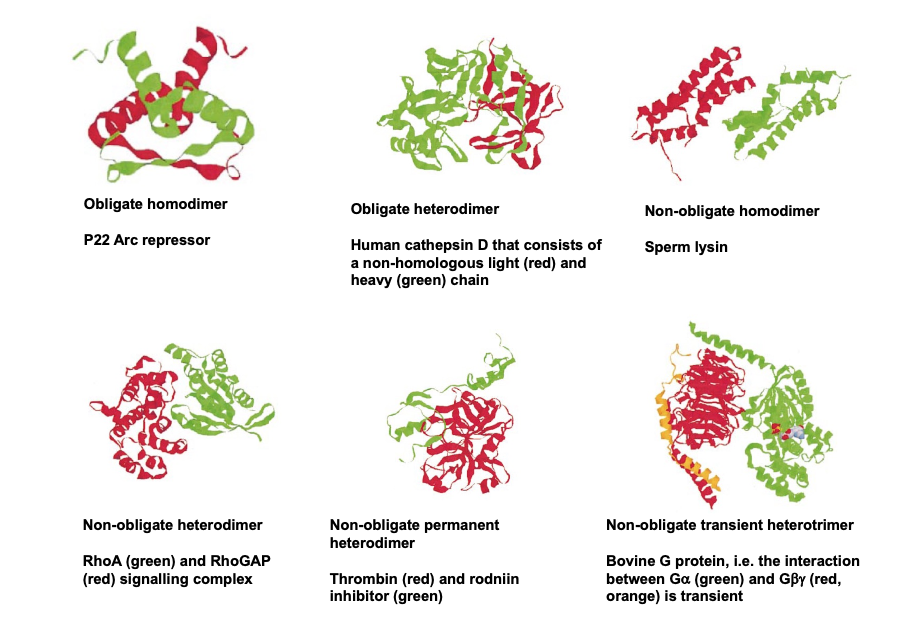 Obligate homodimer
P22 Arc repressor
Obligate heterodimer
Human cathepsin D that consists of
a non-homologous light (red) and
heavy (green) chain
Non-obligate homodimer
Sperm lysin
Non-obligate heterodimer
RhoA (green) and RhoGAP
(red) signalling complex
Non-obligate permanent
heterodimer
Thrombin (red) and rodniin
inhibitor (green)
Non-obligate transient heterotrimer
Bovine G protein, i.e. the interaction
between Gα (green) and Gβγ (red,
orange) is transient